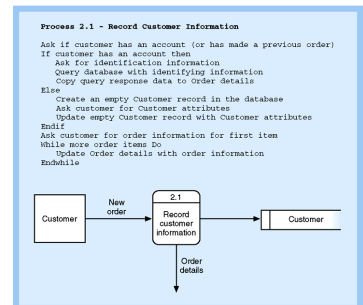 Process 2.1 - Record Customer Information
Ask if customer has an account (or has made a previous order)
If customer has an account then
Ask for identification information
Query database with identifying information
Copy query response data to Order details
Else
Create an empty Customer record in the database
Ask customer for Customer attributes
Update empty Customer record with Customer attributes
Endif
Ask customer for order information for first item
While more order items Do
Update Order details with order information
Endwhile
Customer
New
order
2.1
Record
customer
information
Customer
Order
details